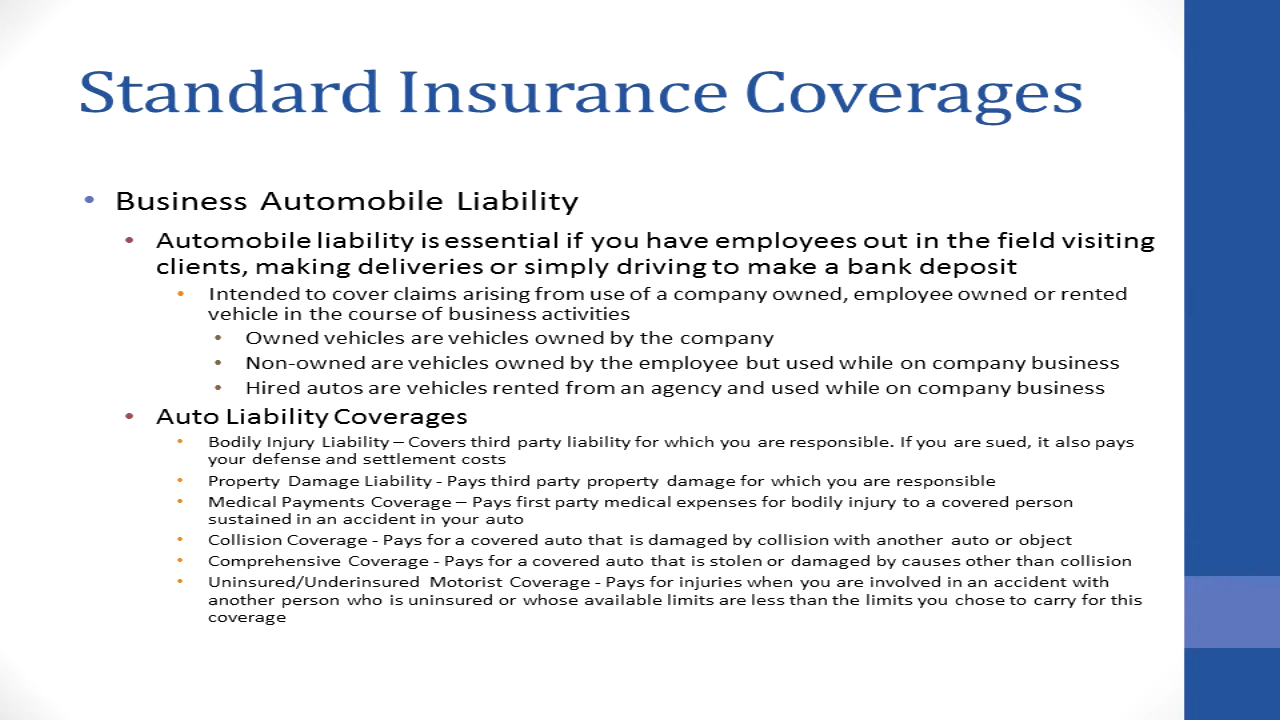 Standard Insurance Coverages
• Business Automobile Liability
• Automobile liability is essential if you have employees out in the field visiting
clients, making deliveries or simply driving to make a bank deposit
• Intended to cover claims arising from use of a company owned, employee owned or rented
vehicle in the course of business activities
• Owned vehicles are vehicles owned by the company
• Non-owned are vehicles owned by the employee but used while on company business
• Hired autos are vehicles rented from an agency and used while on company business
• Auto Liability Coverages
• Bodily Injury Liability – Covers third party liability for which you are responsible. If you are sued, it also pays
your defense and settlement costs
• Property Damage Liability - Pays third party property damage for which you are responsible
• Medical Payments Coverage – Pays first party medical expenses for bodily injury to a covered person
sustained in an accident in your auto
• Collision Coverage - Pays for a covered auto that is damaged by collision with another auto or object
• Comprehensive Coverage - Pays for a covered auto that is stolen or damaged by causes other than collision
• Uninsured/Underinsured Motorist Coverage - Pays for injuries when you are involved in an accident with
another person who is uninsured or whose available limits are less than the limits you chose to carry for this
coverage